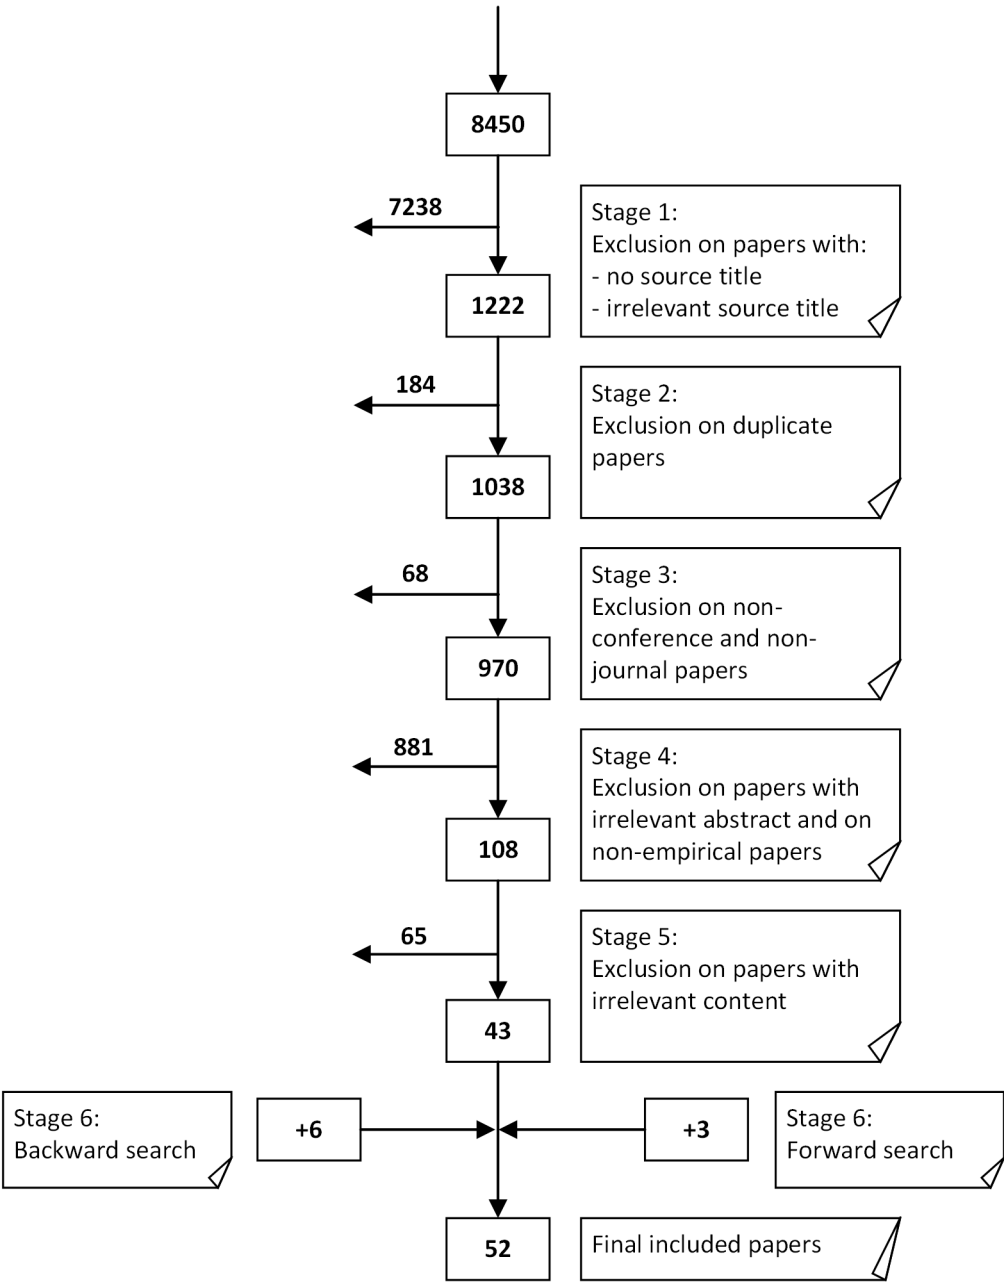 8450
7238
Stage 1:
Exclusion on papers with:
- no source title
- irrelevant source title
1222
184
Stage 2:
Exclusion on duplicate
papers
1038
68
Stage 3:
Exclusion on non-
conference and non-
journal papers
970
881
Stage 4:
Exclusion on papers with
irrelevant abstract and on
non-empirical papers
108
65
Stage 5:
Exclusion on papers with
irrelevant content
43
Stage 6:
Backward search
+6
+3
Stage 6:
Forward search
52
Final included papers